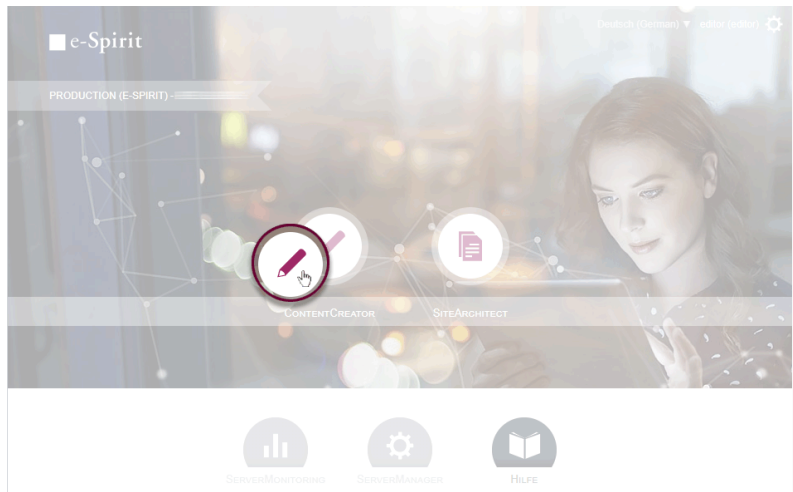 Deutsch (German) ▼ editor (editor)
e-Spirit
PRODUCTION (E-SPIRIT) -
CONTENTCREATOR SITEARCHITECT
SERVERMONITORING SERVERMANAGER HILFE